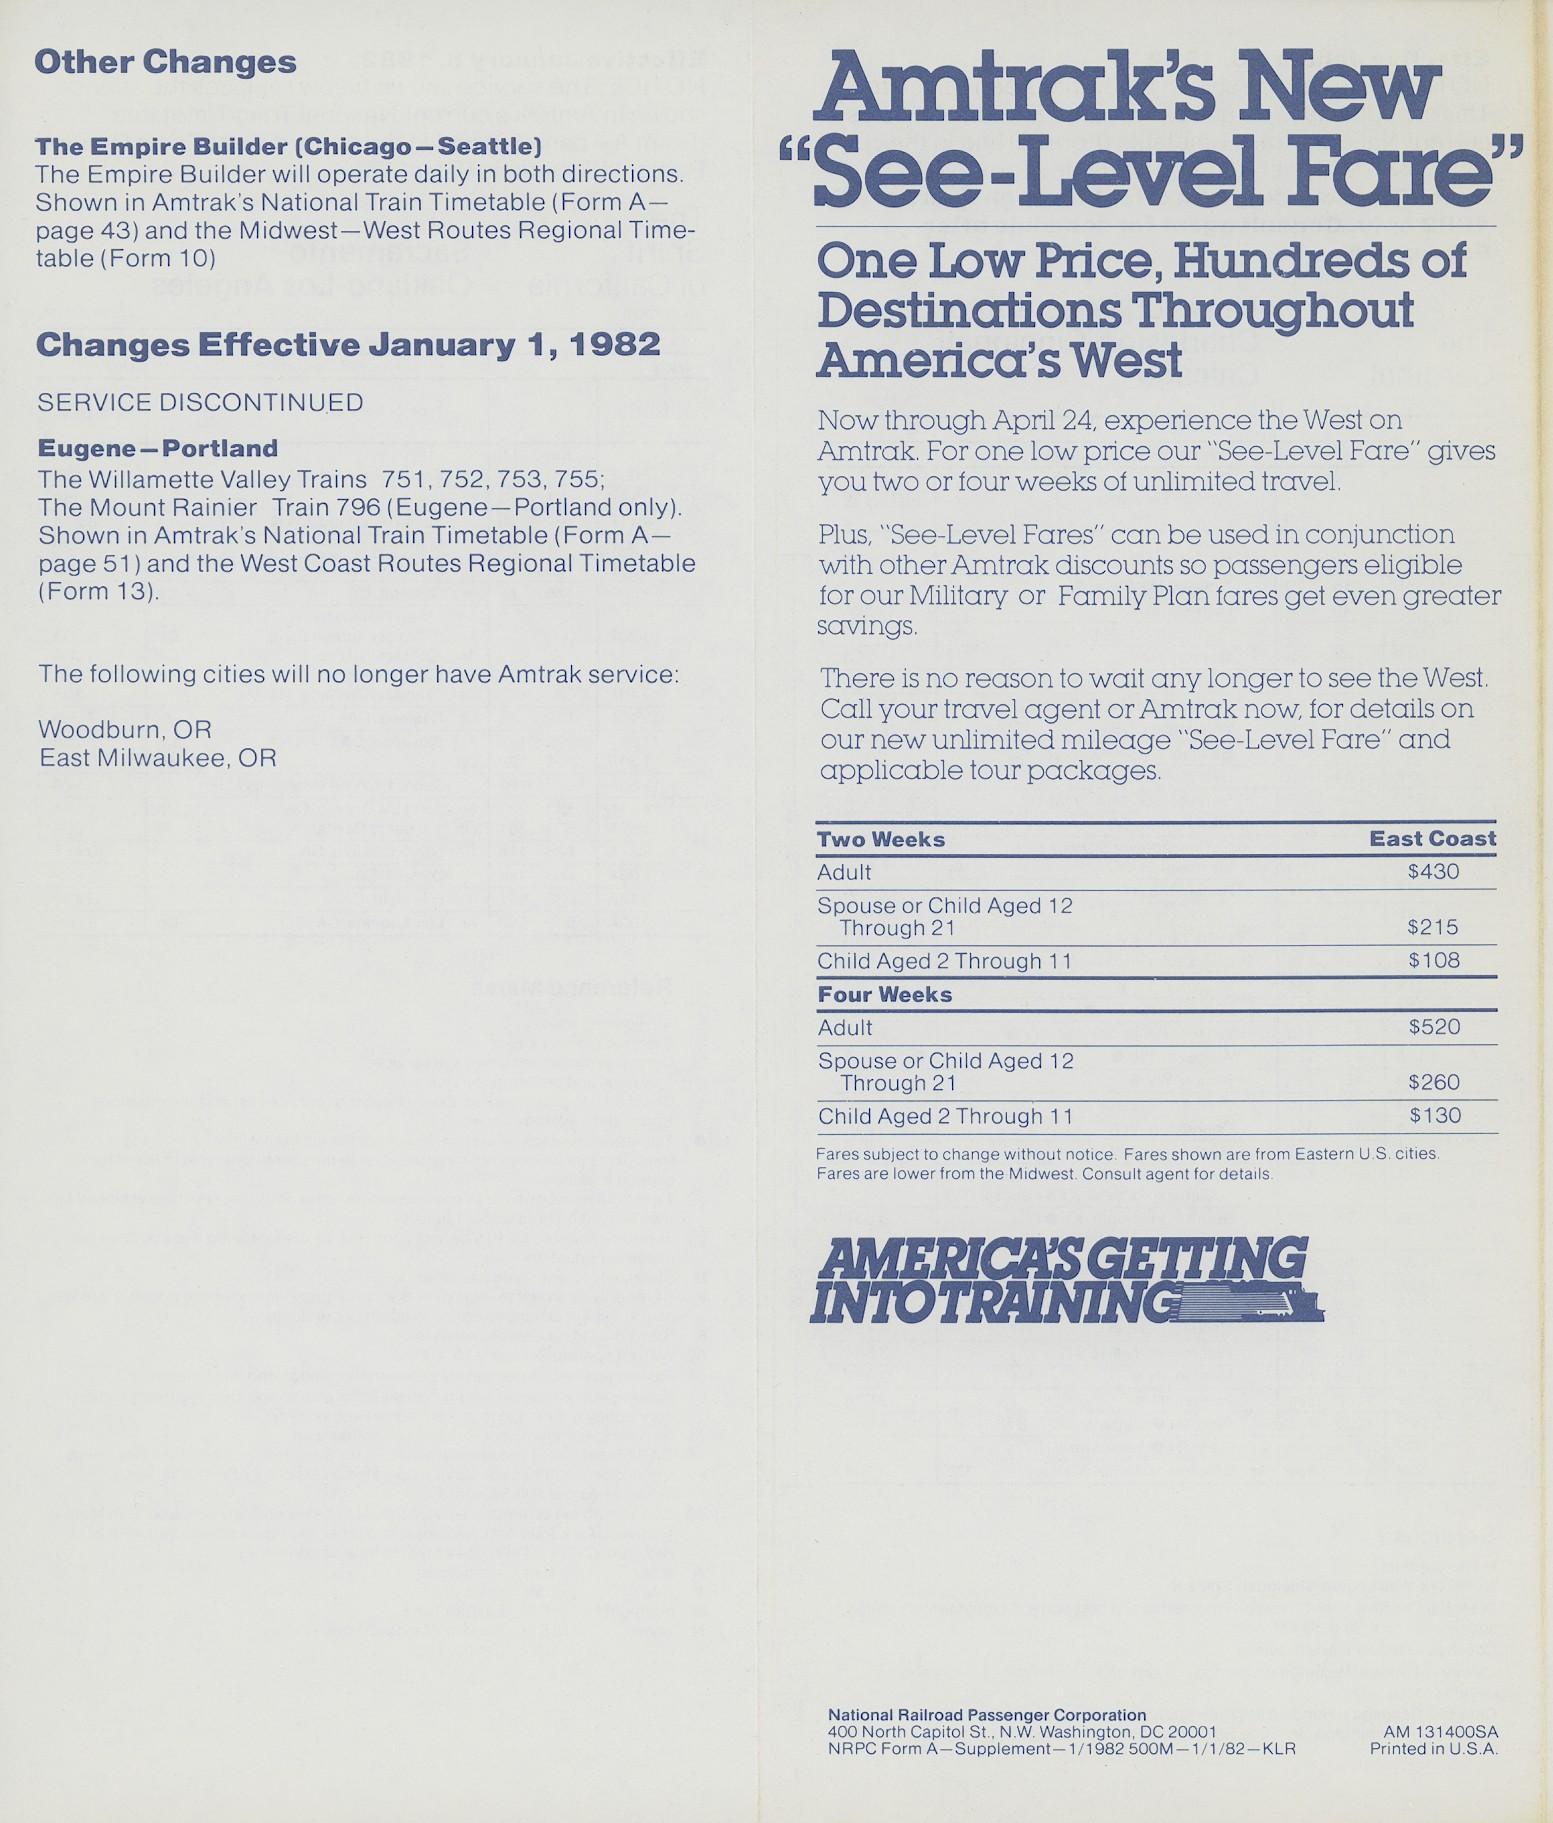 Other Changes
The Empire Builder (Chicago—Seattle)
The Empire Builder will operate daily in both directions.
Shown in Amtrak's National Train Timetable (Form A—
page 43) and the Midwest—West Routes Regional Time-
table (Form 10)
Changes Effective January 1, 1982
SERVICE DISCONTINUED
Eugene—Portland
The Willamette Valley Trains 751, 752, 753, 755;
The Mount Rainier Train 796 (Eugene—Portland only).
Shown in Amtrak's National Train Timetable (Form A—
page 51) and the West Coast Routes Regional Timetable
(Form 13).
The following cities will no longer have Amtrak service:
Woodburn, OR
East Milwaukee, OR
Amtrak's New
"See-Level Fare"
One Low Price, Hundreds of
Destinations Throughout
America's West
Now through April 24, experience the West on
Amtrak. For one low price our "See-Level Fare" gives
you two or four weeks of unlimited travel.
Plus, "See-Level Fares" can be used in conjunction
with other Amtrak discounts so passengers eligible
for our Military or Family Plan fares get even greater
savings.
There is no reason to wait any longer to see the West.
Call your travel agent or Amtrak now, for details on
our new unlimited mileage "See-Level Fare" and
applicable tour packages.
Two Weeks East Coast
Adult $430
Spouse or Child Aged 12
Through 21 $215
Child Aged 2 Through 11 $108
Four Weeks
Adult $520
Spouse or Child Aged 12
Through 21 $260
Child Aged 2 Through 11 $130
Fares subject to change without notice. Fares shown are from Eastern U.S. cities.
Fares are lower from the Midwest. Consult agent for details.
AMERICA'S GETTING
INTO TRAINING
National Railroad Passenger Corporation
400 North Capitol St., N.W. Washington, DC 20001 AM 131400SA
NRPC Form A—Supplement—1/1982 500M—1/1/82—KLR Printed in U.S.A.